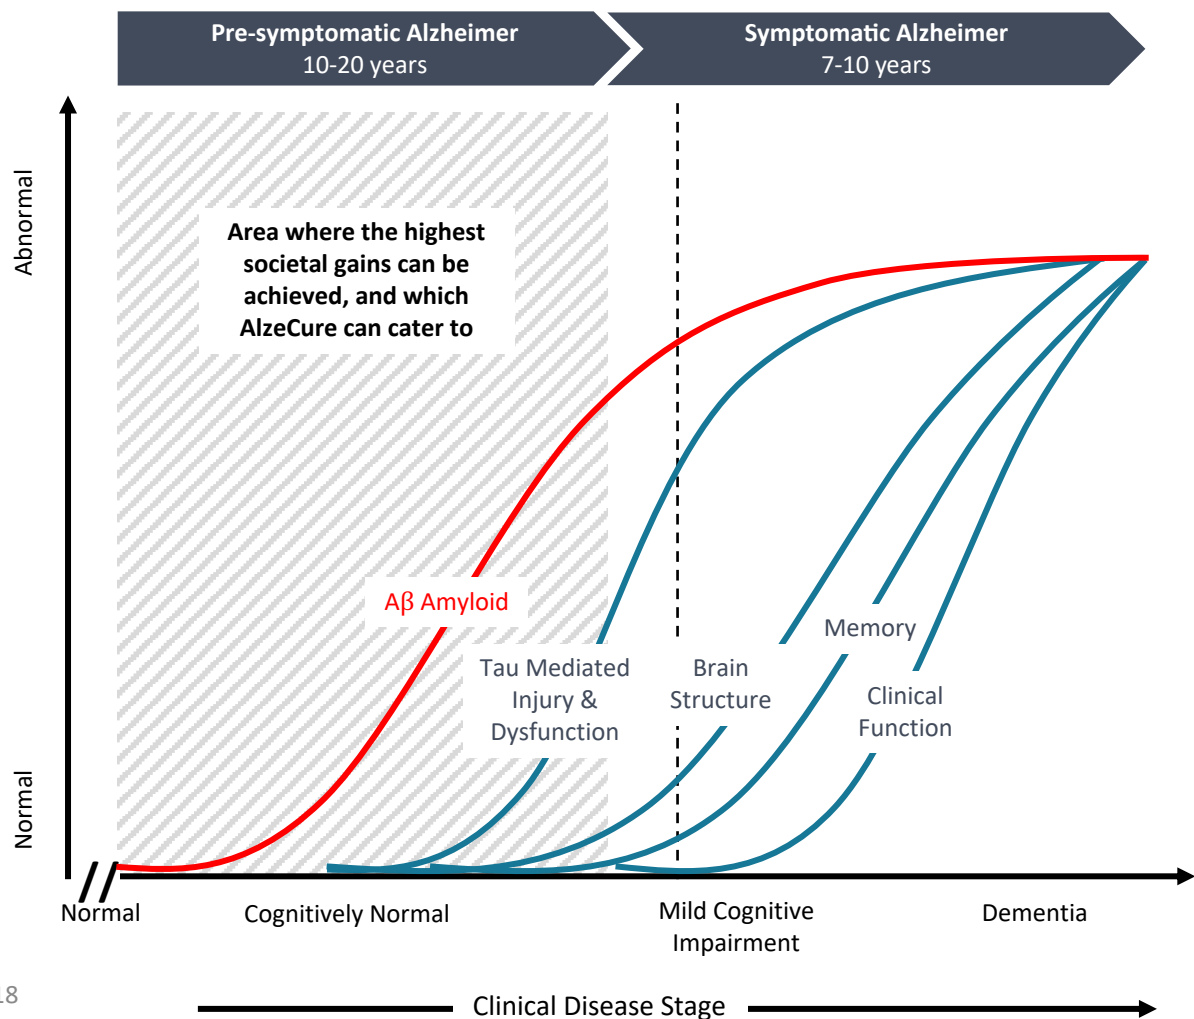 Pre-symptomatic Alzheimer
10-20 years
Symptomatic Alzheimer
7-10 years
Abnormal
Normal
Area where the highest
societal gains can be
achieved, and which
AlzeCure can cater to
Aβ Amyloid
Tau Mediated
Injury &
Dysfunction
Brain
Structure
Memory
Clinical
Function
Normal
Cognitively Normal
Mild Cognitive
Impairment
Dementia
18
Clinical Disease Stage